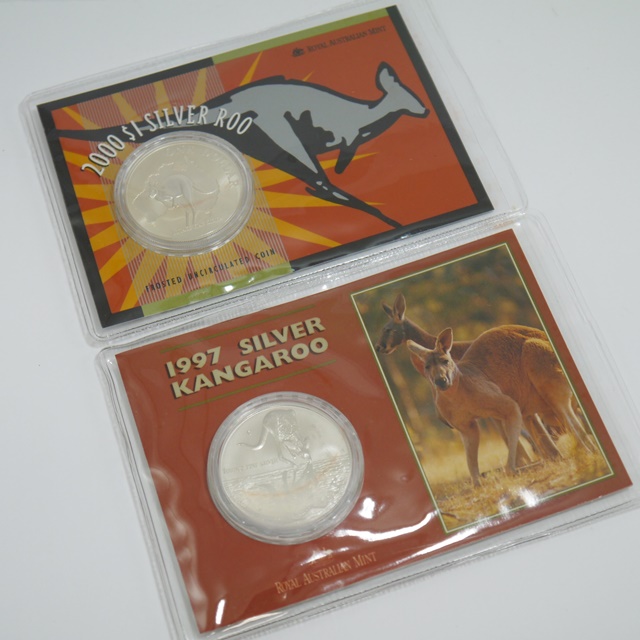 ROYAL AUSTRALIAN MINT
2000 $1 SILVER ROO
FROSTED UNCIRCULATED COIN
1997 SILVER
KANGAROO
ROYAL AUSTRALIAN MINT